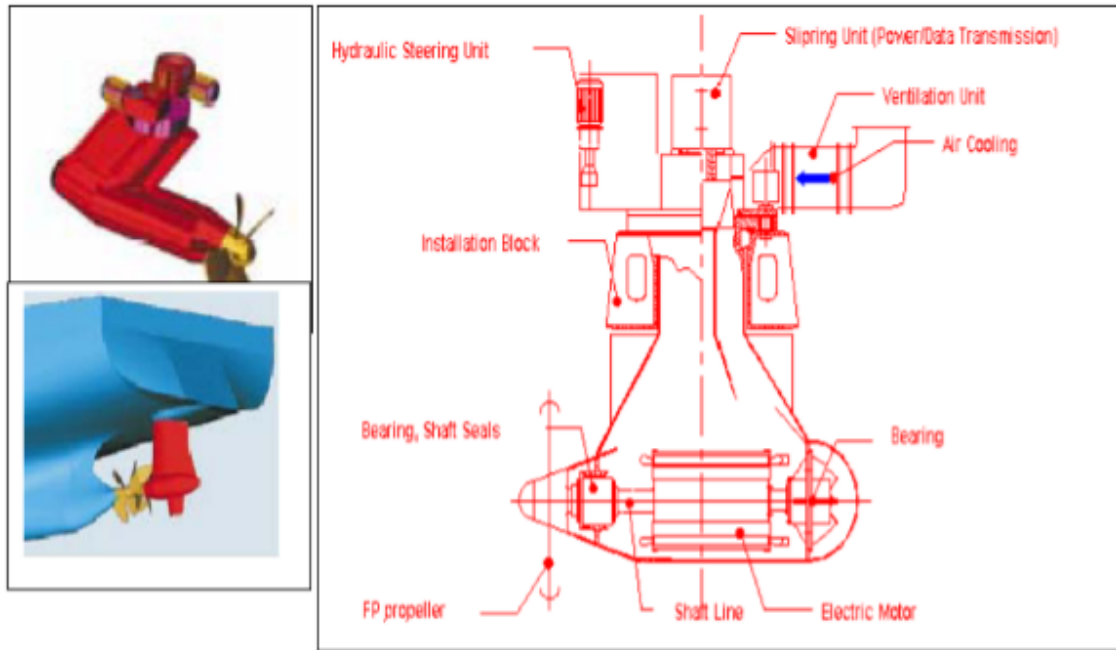 Hydraulic Steering Unit
Slipring Unit (Power/Data Transmission)
Ventilation Unit
Air Cooling
Installation Block
Bearing, Shaft Seals
Bearing
FP propeller
Shaft Line
Electric Motor